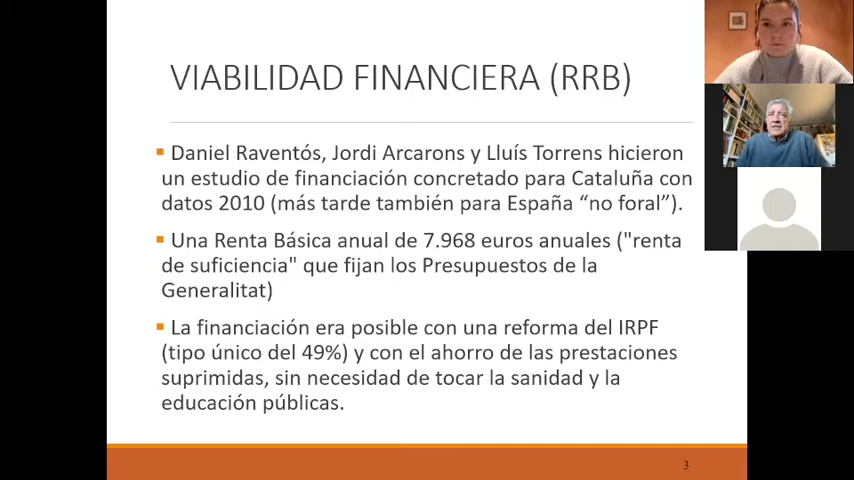 VIABILIDAD FINANCIERA (RRB)
Daniel Raventós, Jordi Arcarons y Lluís Torrens hicieron
un estudio de financiación concretado para Cataluña con
datos 2010 (más tarde también para España “no foral”).
Una Renta Básica anual de 7.968 euros anuales ("renta
de suficiencia" que fijan los Presupuestos de la
Generalitat)
La financiación era posible con una reforma del IRPF
(tipo único del 49%) y con el ahorro de las prestaciones
suprimidas, sin necesidad de tocar la sanidad y la
educación públicas.
3